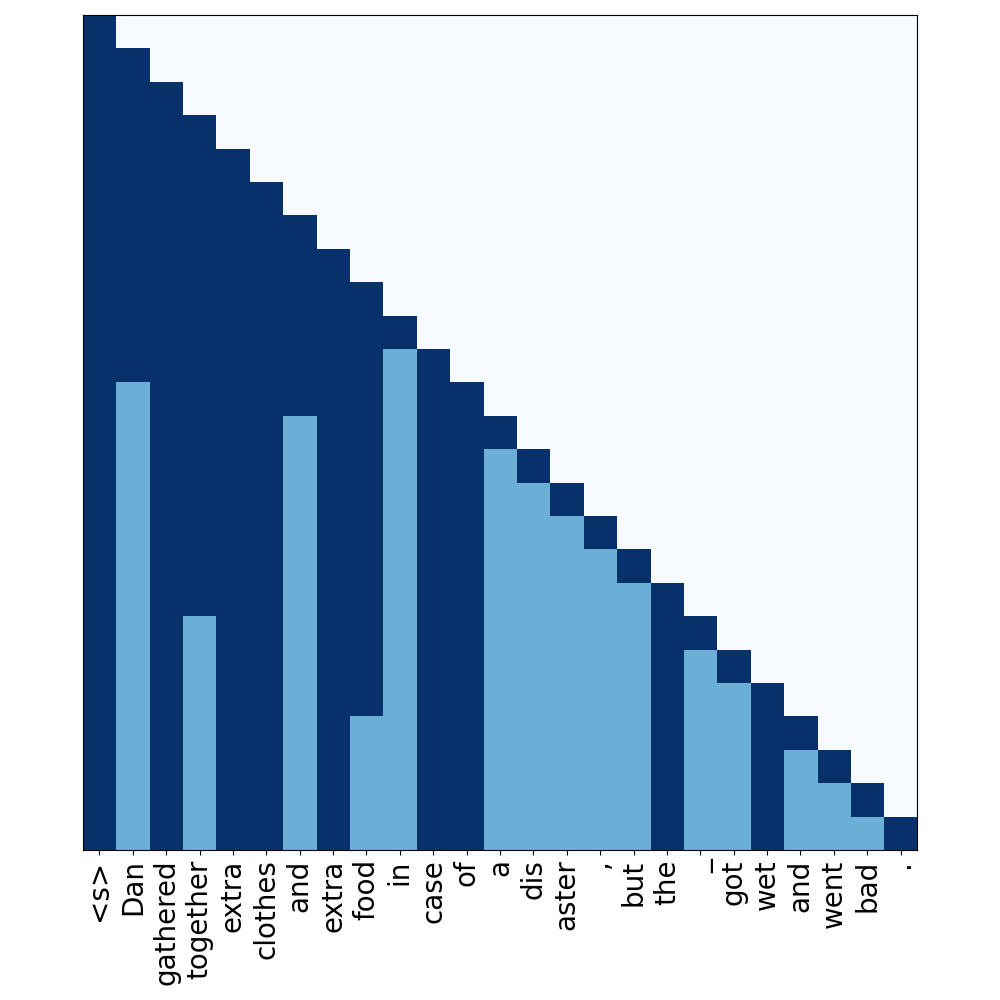 <s> Dan gathered together extra clothes and extra food in case of a dis aster , but the _ got wet and went bad .